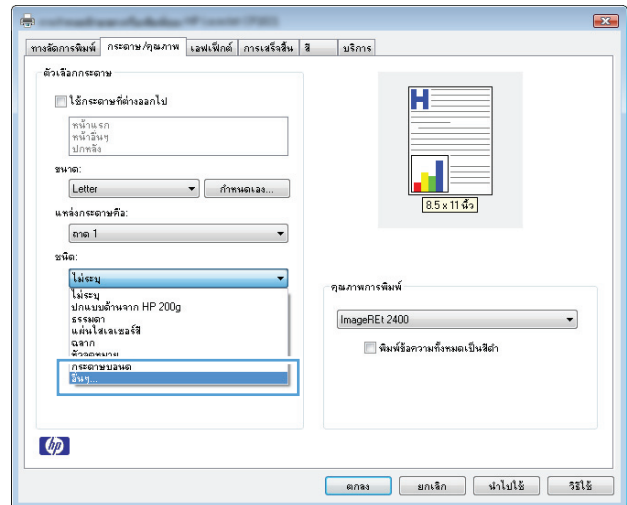 ทางลัดการพิมพ์ กระดาษ/คุณภาพ เอฟเฟ็กต์ การเสร็จสิ้น สี บริการ
ตัวเลือกกระดาษ
ใช้กระดาษที่ต่างออกไป
หน้าแรก
หน้าอื่นๆ
ปกหลัง
ขนาด:
Letter กำหนดเอง...
แหล่งกระดาษคือ:
ถาด 1
ชนิด:
ไม่ระบุ
ไม่ระบุ
ปกแบบด้านจาก HP 200g
ธรรมดา
แผ่นใสเลเซอร์สี
ฉลาก
หัวจดหมาย
กระดาษบอนด
อื่นๆ...
8.5 x 11 นิ้ว
คุณภาพการพิมพ์
ImageREt 2400
พิมพ์ข้อความทั้งหมดเป็นสีดำ
hp
ตกลง ยกเลิก นำไปใช้ วิธีใช้